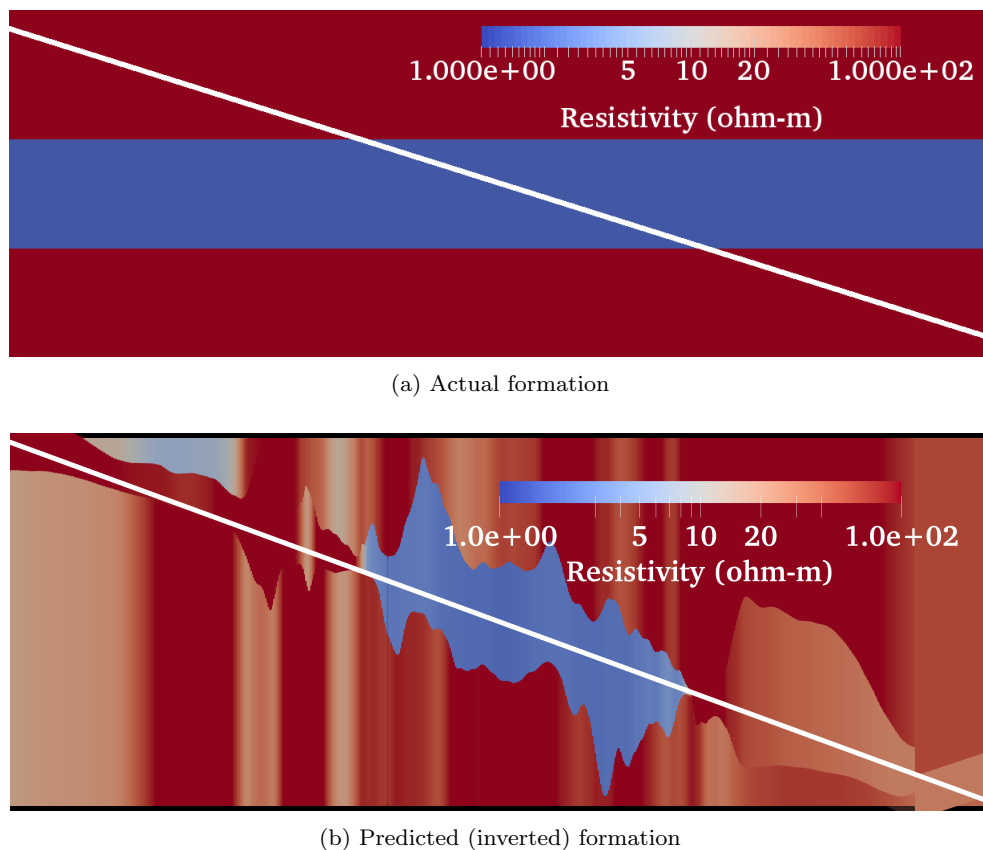 1.000e+00 5 10 20 1.000e+02
Resistivity (ohm-m)
(a) Actual formation
1.0e+00 5 10 20 1.0e+02
Resistivity (ohm-m)
(b) Predicted (inverted) formation